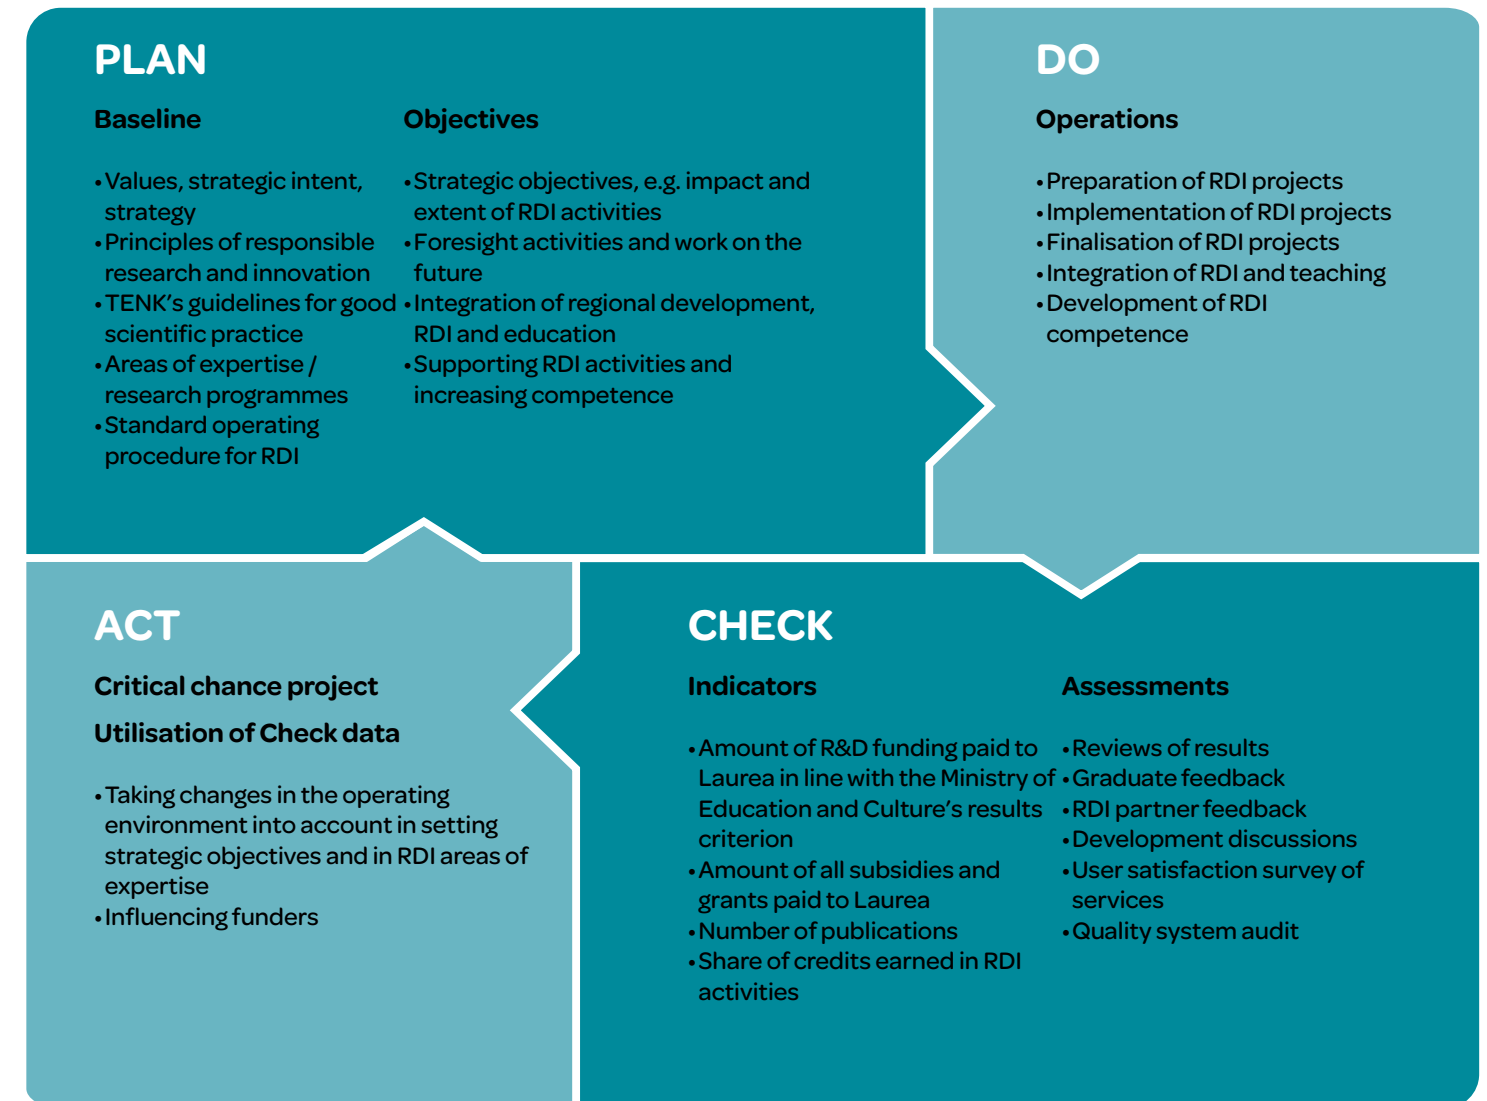 PLAN
Baseline
• Values, strategic intent,
strategy
• Principles of responsible
research and innovation
• TENK's guidelines for good
scientific practice
• Areas of expertise /
research programmes
• Standard operating
procedure for RDI
Objectives
• Strategic objectives, e.g. impact and
extent of RDI activities
• Foresight activities and work on the
future
• Integration of regional development,
RDI and education
• Supporting RDI activities and
increasing competence
DO
Operations
• Preparation of RDI projects
• Implementation of RDI projects
• Finalisation of RDI projects
• Integration of RDI and teaching
• Development of RDI
competence
ACT
Critical chance project
Utilisation of Check data
• Taking changes in the operating
environment into account in setting
strategic objectives and in RDI areas of
expertise
• Influencing funders
CHECK
Indicators
• Amount of R&D funding paid to
Laurea in line with the Ministry of
Education and Culture's results
criterion
• Amount of all subsidies and
grants paid to Laurea
• Number of publications
• Share of credits earned in RDI
activities
Assessments
• Reviews of results
• Graduate feedback
• RDI partner feedback
• Development discussions
• User satisfaction survey of
services
• Quality system audit